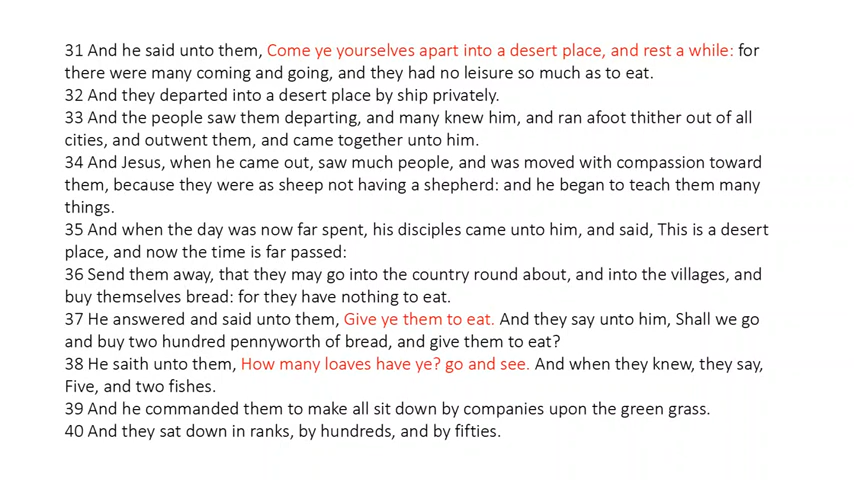 31 And he said unto them, Come ye yourselves apart into a desert place, and rest a while: for
there were many coming and going, and they had no leisure so much as to eat.
32 And they departed into a desert place by ship privately.
33 And the people saw them departing, and many knew him, and ran afoot thither out of all
cities, and outwent them, and came together unto him.
34 And Jesus, when he came out, saw much people, and was moved with compassion toward
them, because they were as sheep not having a shepherd: and he began to teach them many
things.
35 And when the day was now far spent, his disciples came unto him, and said, This is a desert
place, and now the time is far passed:
36 Send them away, that they may go into the country round about, and into the villages, and
buy themselves bread: for they have nothing to eat.
37 He answered and said unto them, Give ye them to eat. And they say unto him, Shall we go
and buy two hundred pennyworth of bread, and give them to eat?
38 He saith unto them, How many loaves have ye? go and see. And when they knew, they say,
Five, and two fishes.
39 And he commanded them to make all sit down by companies upon the green grass.
40 And they sat down in ranks, by hundreds, and by fifties.